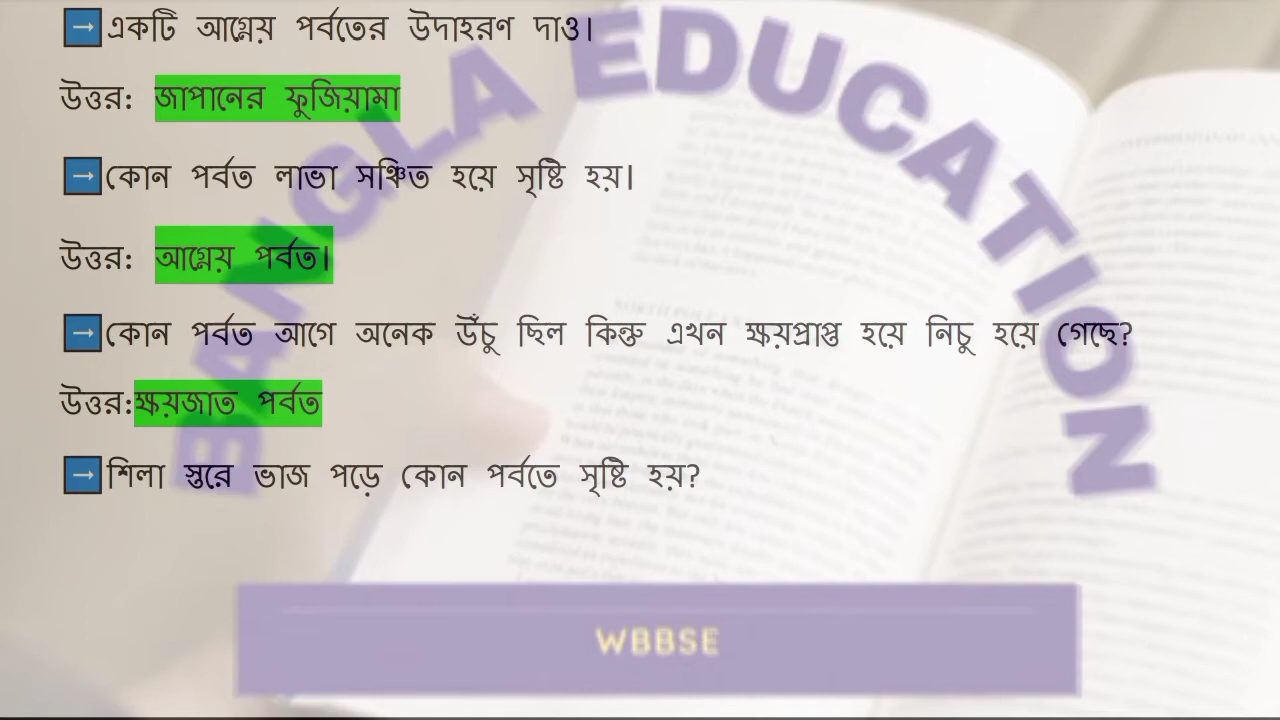 → একটি আগ্নেয় পর্বতের উদাহরণ দাও।
উত্তর: জাপানের ফুজিয়ামা
→ কোন পর্বত লাভা সঞ্চিত হয়ে সৃষ্টি হয়।
উত্তর: আগ্নেয় পর্বত।
→ কোন পর্বত আগে অনেক উঁচু ছিল কিন্তু এখন ক্ষয়প্রাপ্ত হয়ে নিচু হয়ে গেছে?
উত্তর:ক্ষয়জাত পর্বত
→ শিলা স্তরে ভাজ পড়ে কোন পর্বতে সৃষ্টি হয়?
BANGLA EDUCATION
WBBSE